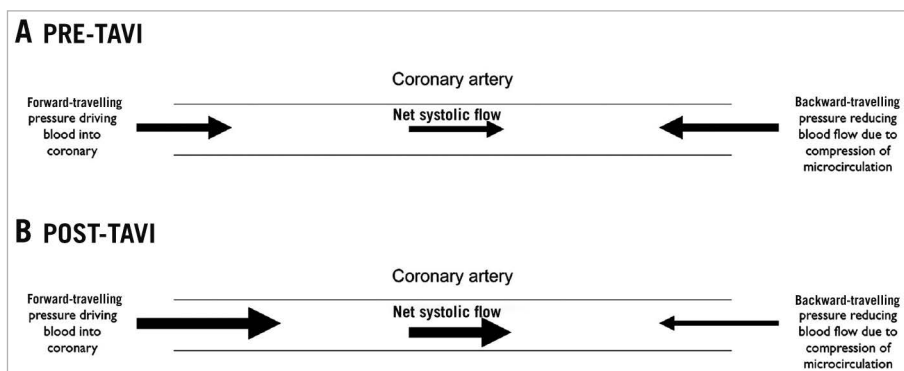 A PRE-TAVI
Coronary artery
Forward-travelling
pressure driving
blood into
coronary
Net systolic flow
Backward-travelling
pressure reducing
blood flow due to
compression of
microcirculation
B POST-TAVI
Coronary artery
Forward-travelling
pressure driving
blood into
coronary
Net systolic flow
Backward-travelling
pressure reducing
blood flow due to
compression of
microcirculation